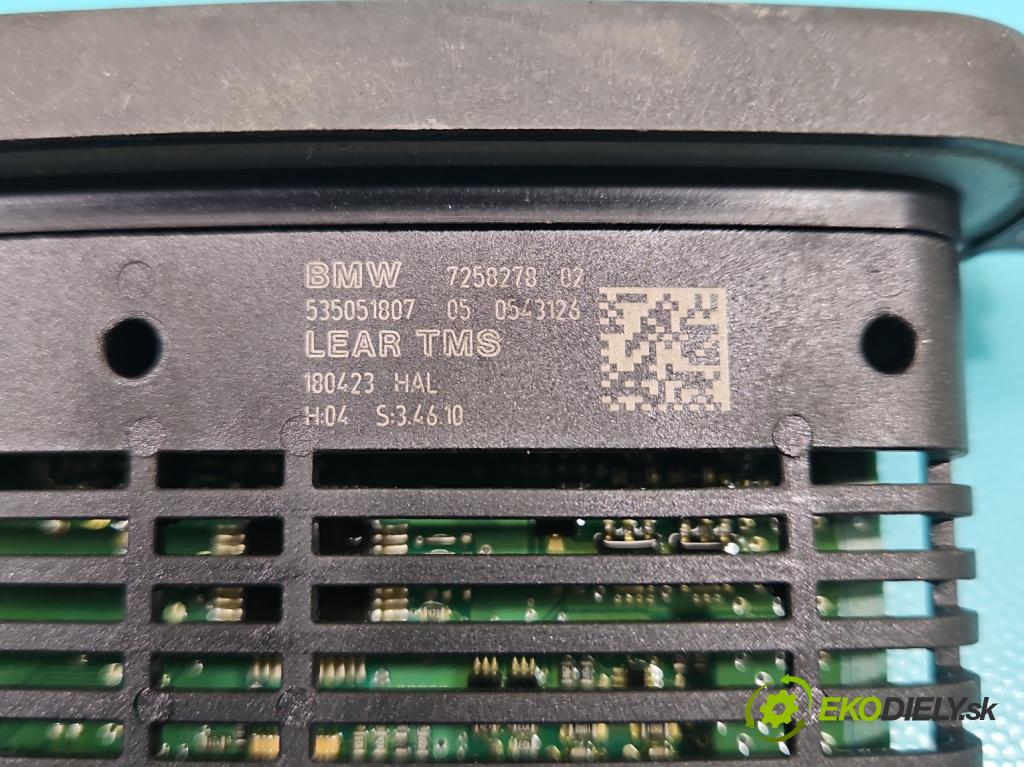 BMW 7258278 02
535051807 05 0543126
LEAR TMS
180423 HAL
H:04 S:3.46.10
EKODIELY.sk